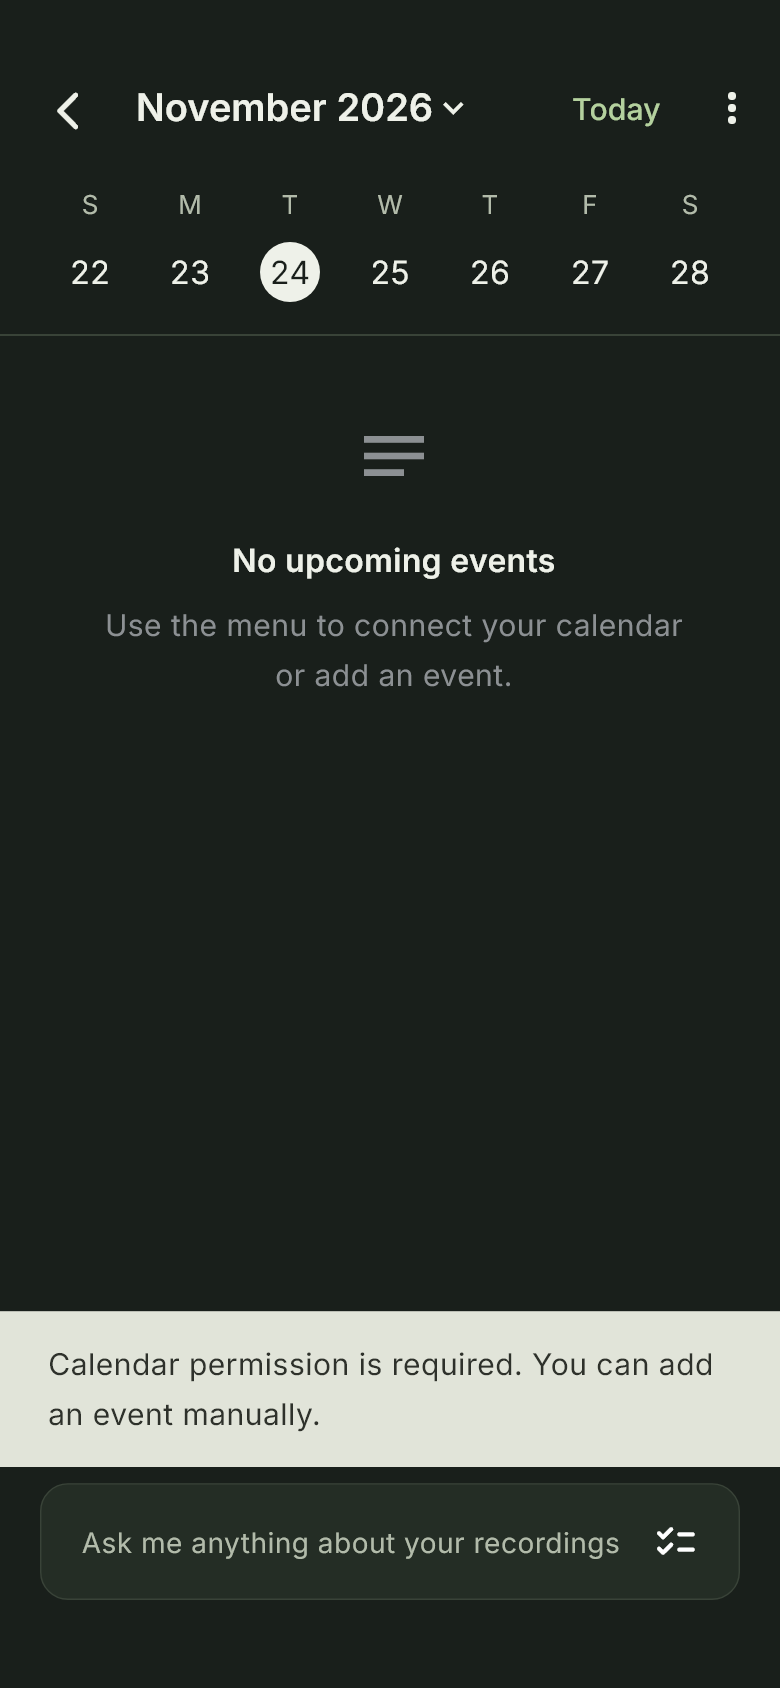 November 2026
Today
S M T W T F S
22 23 24 25 26 27 28
No upcoming events
Use the menu to connect your calendar
or add an event.
Calendar permission is required. You can add
an event manually.
Ask me anything about your recordings